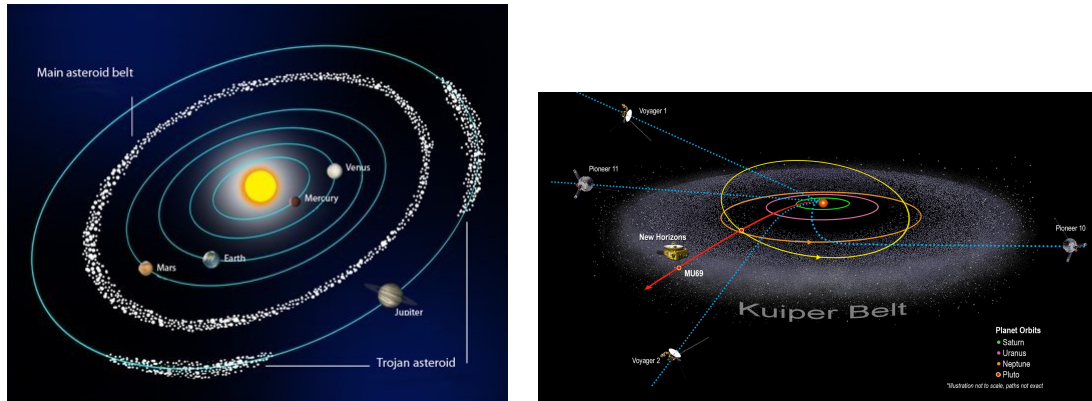 Main asteroid belt
Venus
Mercury
Earth
Mars
Jupiter
Trojan asteroid
Voyager 1
Pioneer 11
Pioneer 10
New Horizons
MU69
Kuiper Belt
Voyager 2
Planet Orbits
Saturn
Uranus
Neptune
Pluto
*Illustration not to scale, paths not exact